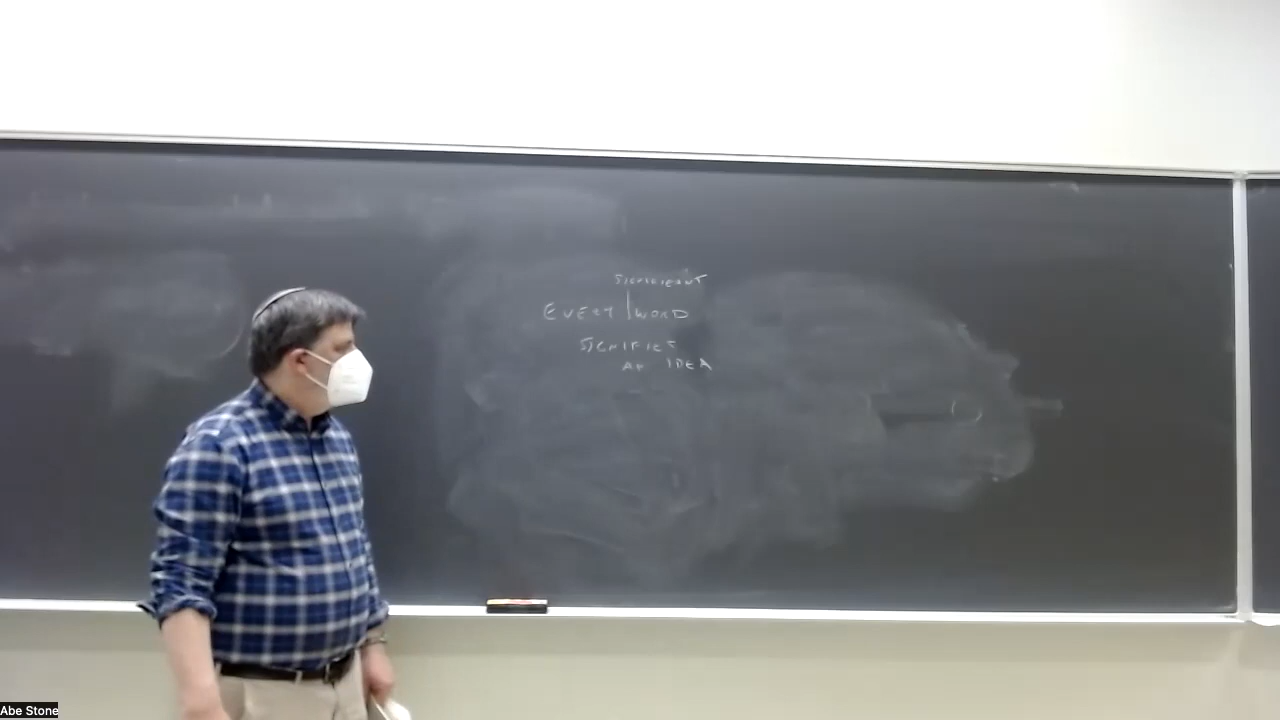 SIGNIFICANT
EVERY | WORD
SIGNIFIES
AN IDEA
Abe Stone